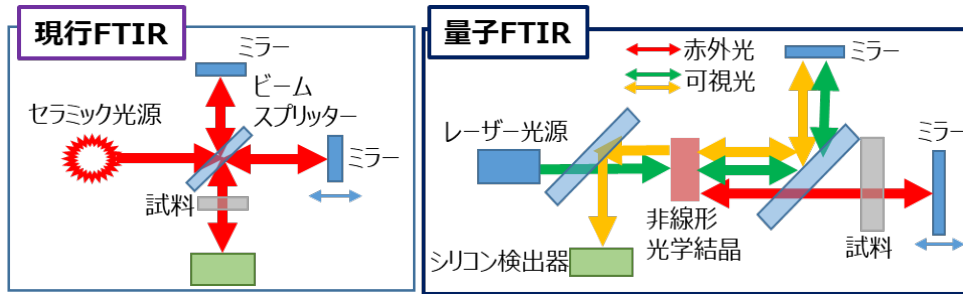 現行FTIR
ミラー
ビーム
スプリッター
セラミック光源
ミラー
試料
量子FTIR
赤外光
可視光
ミラー
レーザー光源
ミラー
非線形
光学結晶
試料
シリコン検出器